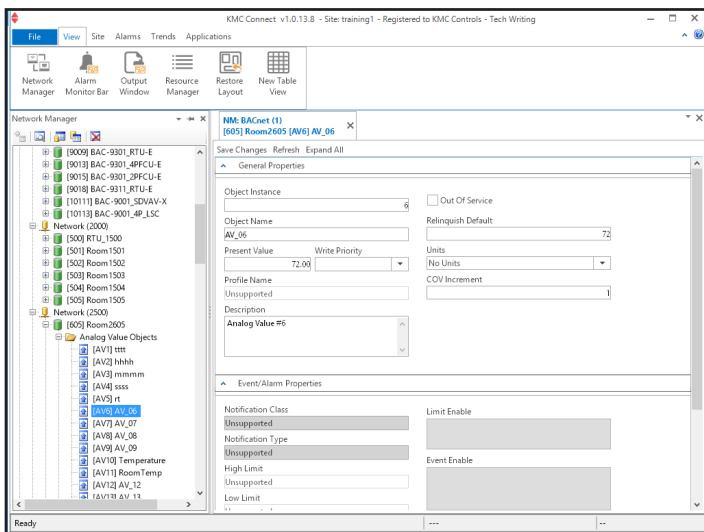 KMC Connect v1.0.13.8 - Site: training1 - Registered to KMC Controls - Tech Writing
File View Site Alarms Trends Applications
Network Manager
Alarm Monitor Bar
Output Window
Resource Manager
Restore Layout
New Table View
Network Manager
[9009] BAC-9301_RTU-E
[9013] BAC-9301_4PFCU-E
[9015] BAC-9301_2PFCU-E
[9018] BAC-9311_RTU-E
[10111] BAC-9001_SDVAV-X
[10113] BAC-9001_4P_LSC
Network (2000)
[500] RTU_1500
[501] Room1501
[502] Room1502
[503] Room1503
[504] Room1504
[505] Room1505
Network (2500)
[605] Room2605
Analog Value Objects
[AV1] tttt
[AV2] hhhh
[AV3] mmmm
[AV4] ssss
[AV5] rt
[AV6] AV_06
[AV7] AV_07
[AV8] AV_08
[AV9] AV_09
[AV10] Temperature
[AV11] RoomTemp
[AV12] AV_12
[AV13] AV_13
NM: BACnet (1)
[605] Room2605 [AV6] AV_06
Save Changes Refresh Expand All
General Properties
Object Instance
6
Out Of Service
Object Name
AV_06
Relinquish Default
72
Present Value
72.00
Write Priority
Units
No Units
Profile Name
Unsupported
COV Increment
1
Description
Analog Value #6
Event/Alarm Properties
Notification Class
Unsupported
Limit Enable
Notification Type
Unsupported
High Limit
Unsupported
Event Enable
Low Limit
Unsupported
Ready
---
--